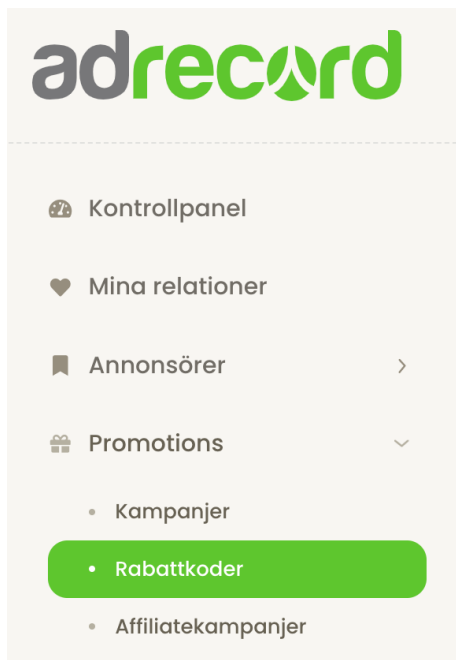 adrecord
Kontrollpanel
Mina relationer
Annonsörer
Promotions
Kampanjer
Rabattkoder
Affiliatekampanjer